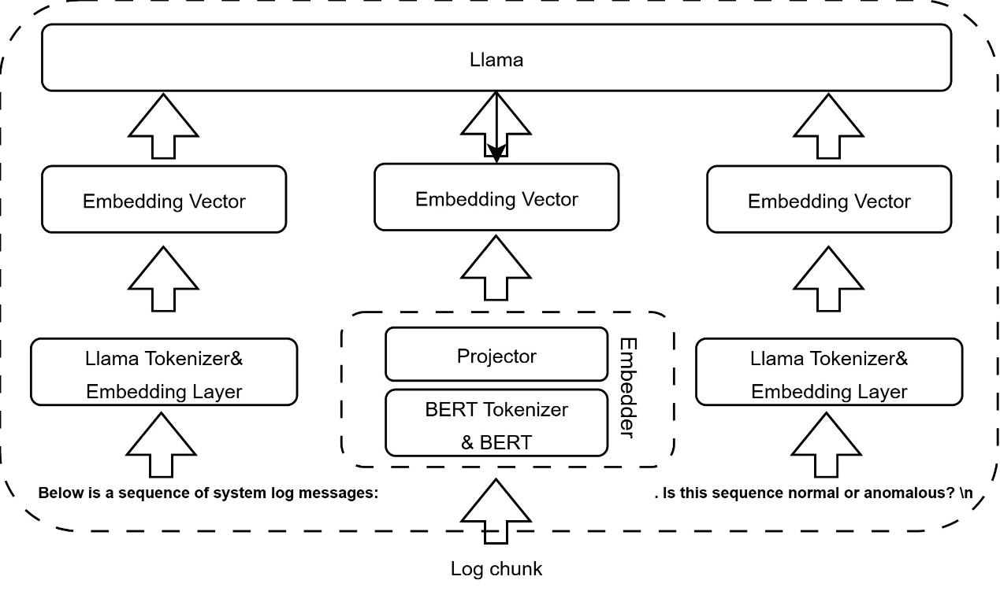 Llama
Embedding Vector
Embedding Vector
Embedding Vector
Llama Tokenizer&
Embedding Layer
Projector
BERT Tokenizer
& BERT
Embedder
Llama Tokenizer&
Embedding Layer
Below is a sequence of system log messages:
. Is this sequence normal or anomalous? \n
Log chunk